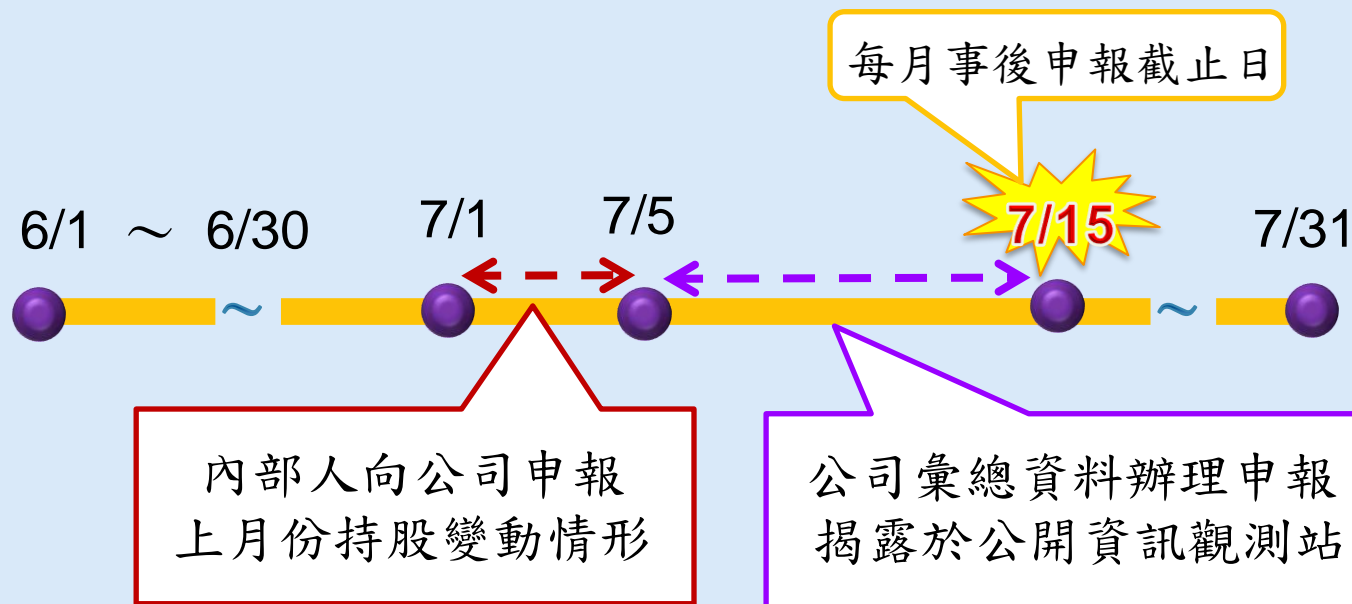 每月事後申報截止日
6/1 ～ 6/30
7/1
7/5
7/15
7/31
～
～
內部人向公司申報
上月份持股變動情形
公司彙總資料辦理申報
揭露於公開資訊觀測站